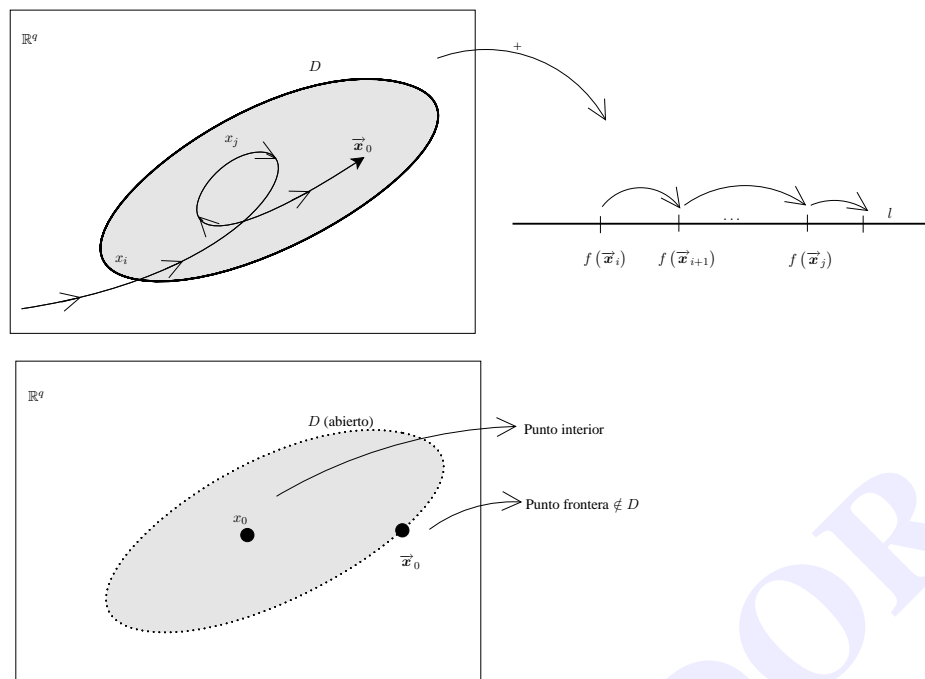 ℝ^q
D
+
x_j
x⃗_0
x_i
...
l
f (x⃗_i)
f (x⃗_{i+1})
f (x⃗_j)
ℝ^q
D (abierto)
Punto interior
Punto frontera ∉ D
x_0
x⃗_0